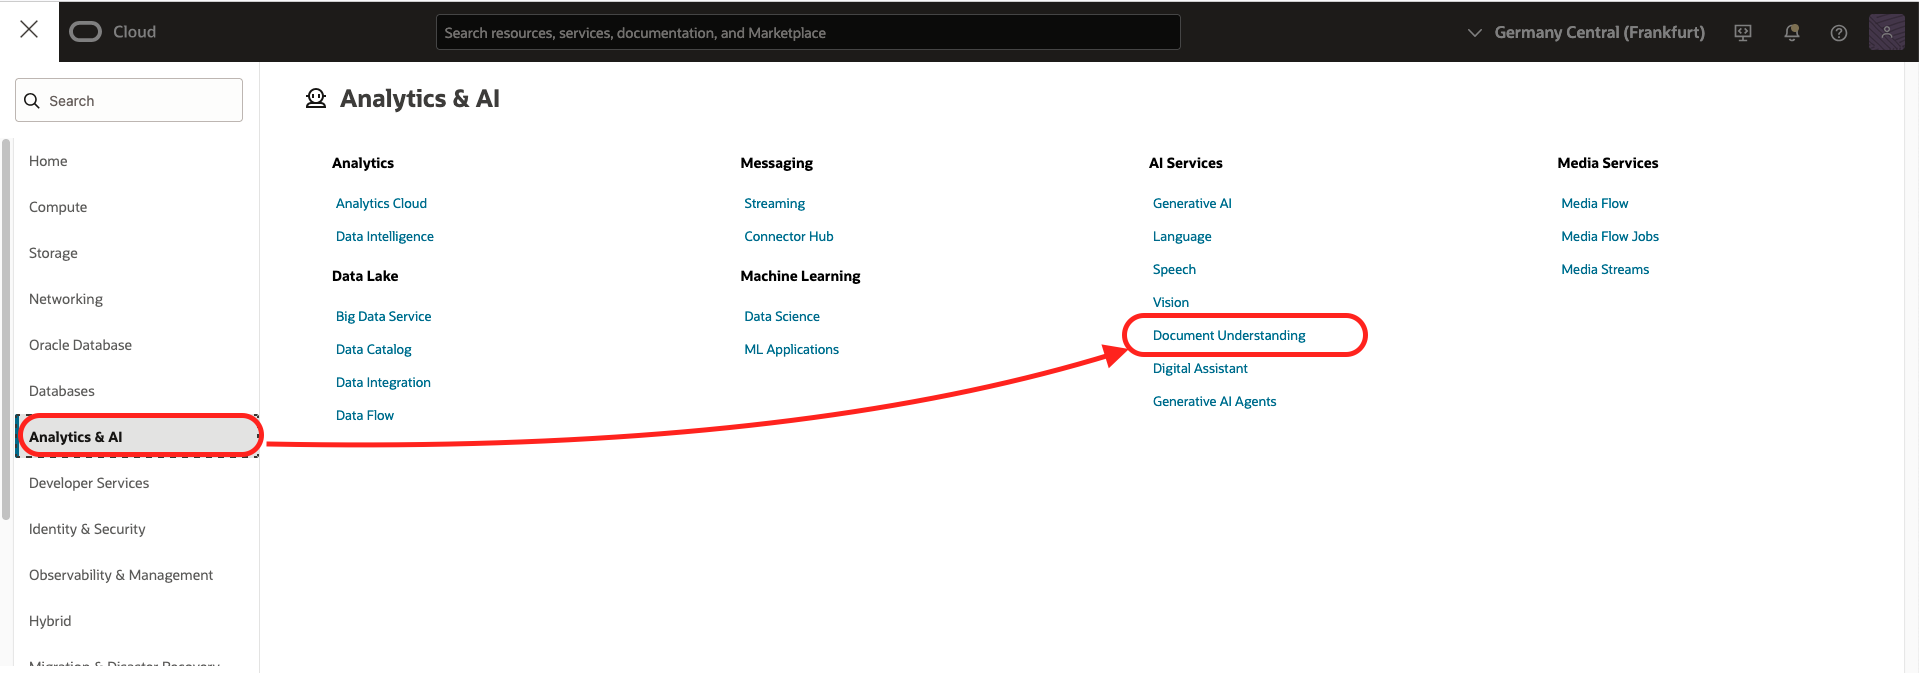 Cloud
Search resources, services, documentation, and Marketplace
Germany Central (Frankfurt)
Search
Home
Compute
Storage
Networking
Oracle Database
Databases
Analytics & AI
Developer Services
Identity & Security
Observability & Management
Hybrid
Migration & Disaster Recovery
Analytics & AI
Analytics
Analytics Cloud
Data Intelligence
Data Lake
Big Data Service
Data Catalog
Data Integration
Data Flow
Messaging
Streaming
Connector Hub
Machine Learning
Data Science
ML Applications
AI Services
Generative AI
Language
Speech
Vision
Document Understanding
Digital Assistant
Generative AI Agents
Media Services
Media Flow
Media Flow Jobs
Media Streams